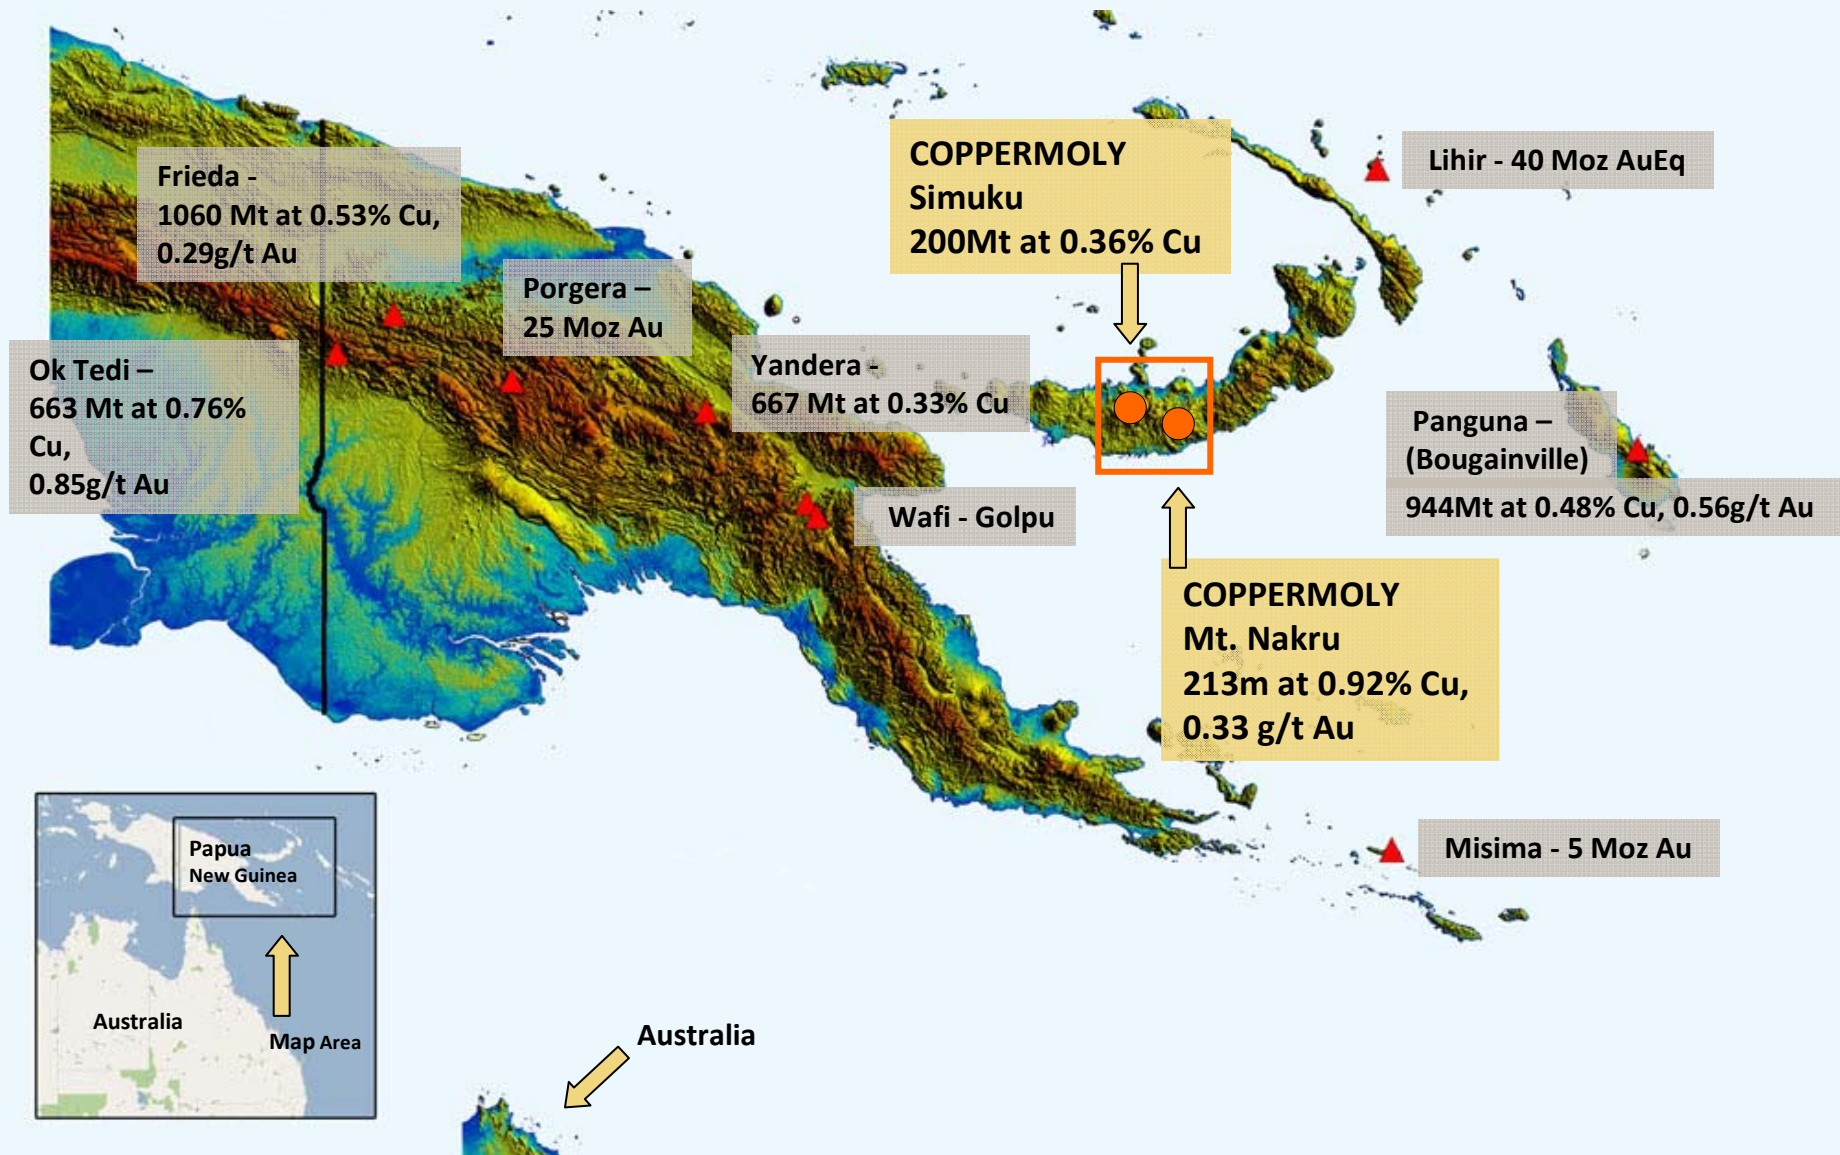 Frieda -
1060 Mt at 0.53% Cu,
0.29g/t Au
COPPERMOLY
Simuku
200Mt at 0.36% Cu
Lihir - 40 Moz AuEq
Porgera –
25 Moz Au
Ok Tedi –
663 Mt at 0.76%
Cu,
0.85g/t Au
Yandera -
667 Mt at 0.33% Cu
Panguna –
(Bougainville)
944Mt at 0.48% Cu, 0.56g/t Au
Wafi - Golpu
COPPERMOLY
Mt. Nakru
213m at 0.92% Cu,
0.33 g/t Au
Misima - 5 Moz Au
Papua
New Guinea
Australia
Map Area
Australia